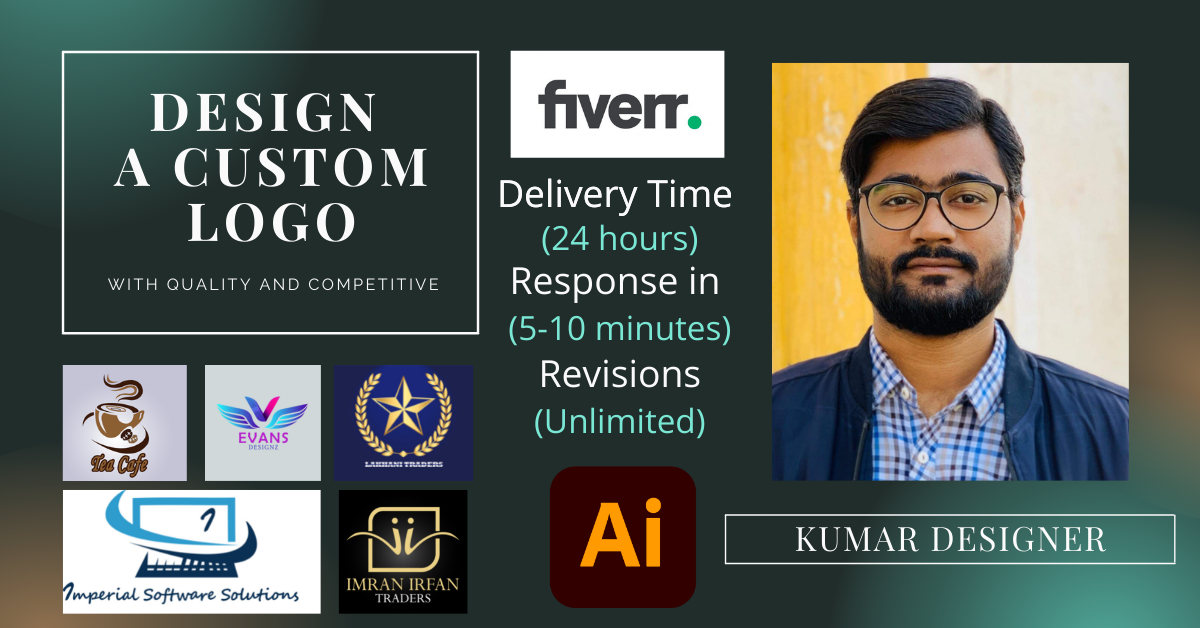 DESIGN
A CUSTOM
LOGO
WITH QUALITY AND COMPETITIVE
fiverr.
Delivery Time
(24 hours)
Response in
(5-10 minutes)
Revisions
(Unlimited)
Tea Cafe
EVANS
DESIGNZ
LAKHANI TRADERS
Imperial Software Solutions
IMRAN IRFAN
TRADERS
Ai
KUMAR DESIGNER